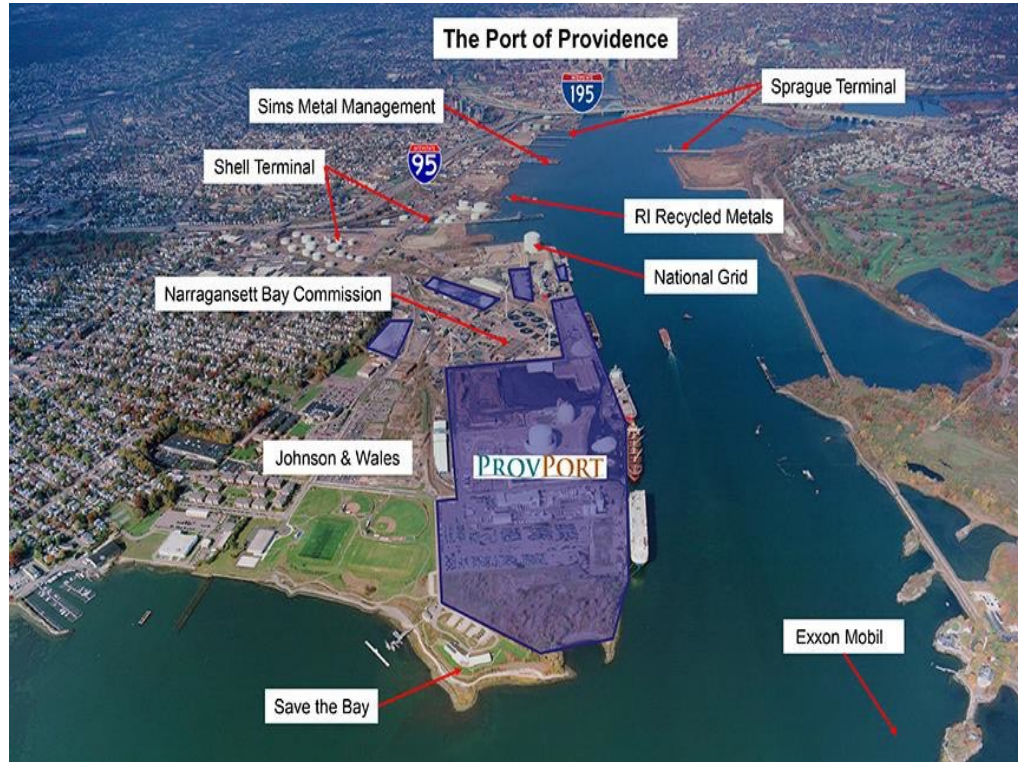 The Port of Providence
195
Sprague Terminal
Sims Metal Management
95
Shell Terminal
RI Recycled Metals
National Grid
Narragansett Bay Commission
Johnson & Wales
PROVPORT
Exxon Mobil
Save the Bay